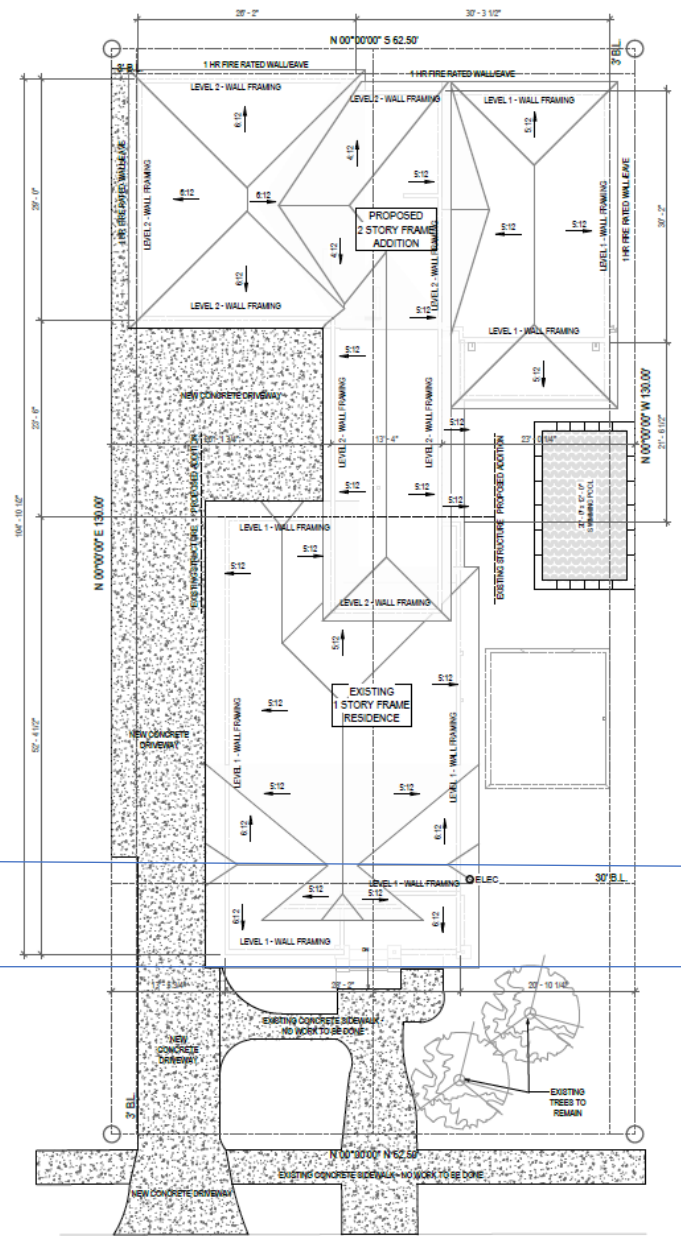 26' - 2"
30' - 3 1/2"
N 00°00'00" S 62.50'
3' B.L.
1 HR FIRE RATED WALL/EAVE
1 HR FIRE RATED WALL/EAVE
LEVEL 2 - WALL FRAMING
LEVEL 2 - WALL FRAMING
LEVEL 1 - WALL FRAMING
6:12
4:12
5:12
1 HR FIRE RATED WALL/EAVE
LEVEL 2 - WALL FRAMING
6:12
6:12
5:12
5:12
5:12
LEVEL 1 - WALL FRAMING
1 HR FIRE RATED WALL/EAVE
30' - 2"
PROPOSED
2 STORY FRAME
ADDITION
4:12
6:12
LEVEL 2 - WALL FRAMING
LEVEL 2 - WALL FRAMING
5:12
LEVEL 1 - WALL FRAMING
5:12
5:12
NEW CONCRETE DRIVEWAY
23' - 6"
LEVEL 2 - WALL FRAMING
LEVEL 2 - WALL FRAMING
N 00°00'00" W 130.00'
21' - 6 1/2"
5:12
13' - 4"
23' - 0 1/4"
EXISTING STRUCTURE
PROPOSED ADDITION
EXISTING STRUCTURE
PROPOSED ADDITION
SWIMMING POOL
5:12
5:12
5:12
104' - 10 1/2"
N 00°00'00" E 130.00'
LEVEL 1 - WALL FRAMING
5:12
5:12
LEVEL 2 - WALL FRAMING
5:12
5:12
EXISTING
1 STORY FRAME
RESIDENCE
5:12
LEVEL 1 - WALL FRAMING
LEVEL 1 - WALL FRAMING
52' - 4 1/2"
NEW CONCRETE
DRIVEWAY
5:12
5:12
6:12
6:12
LEVEL 1 - WALL FRAMING
ELEC
30' B.L.
5:12
5:12
6:12
6:12
LEVEL 1 - WALL FRAMING
20' - 10 1/4"
EXISTING CONCRETE SIDEWALK -
NO WORK TO BE DONE
NEW
CONCRETE
DRIVEWAY
EXISTING
TREES TO
REMAIN
3' B.L.
N 00°00'00" N 62.50'
EXISTING CONCRETE SIDEWALK - NO WORK TO BE DONE
NEW CONCRETE DRIVEWAY